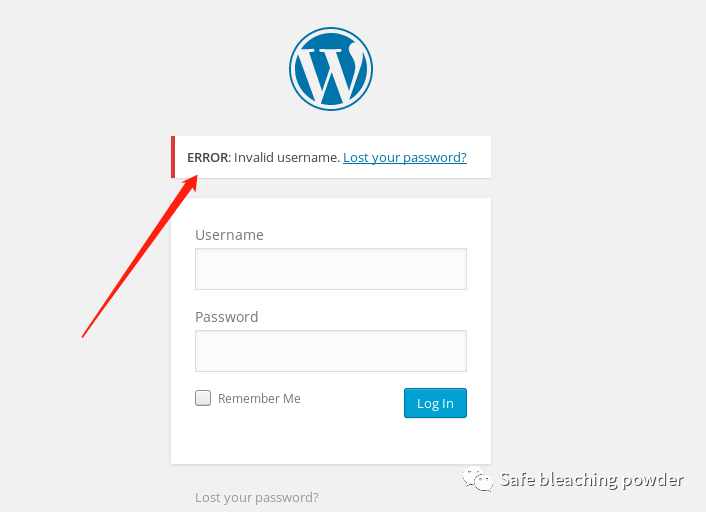 ERROR: Invalid username. Lost your password?
Username
Password
Remember Me
Log In
Safe bleaching powder
Lost your password?